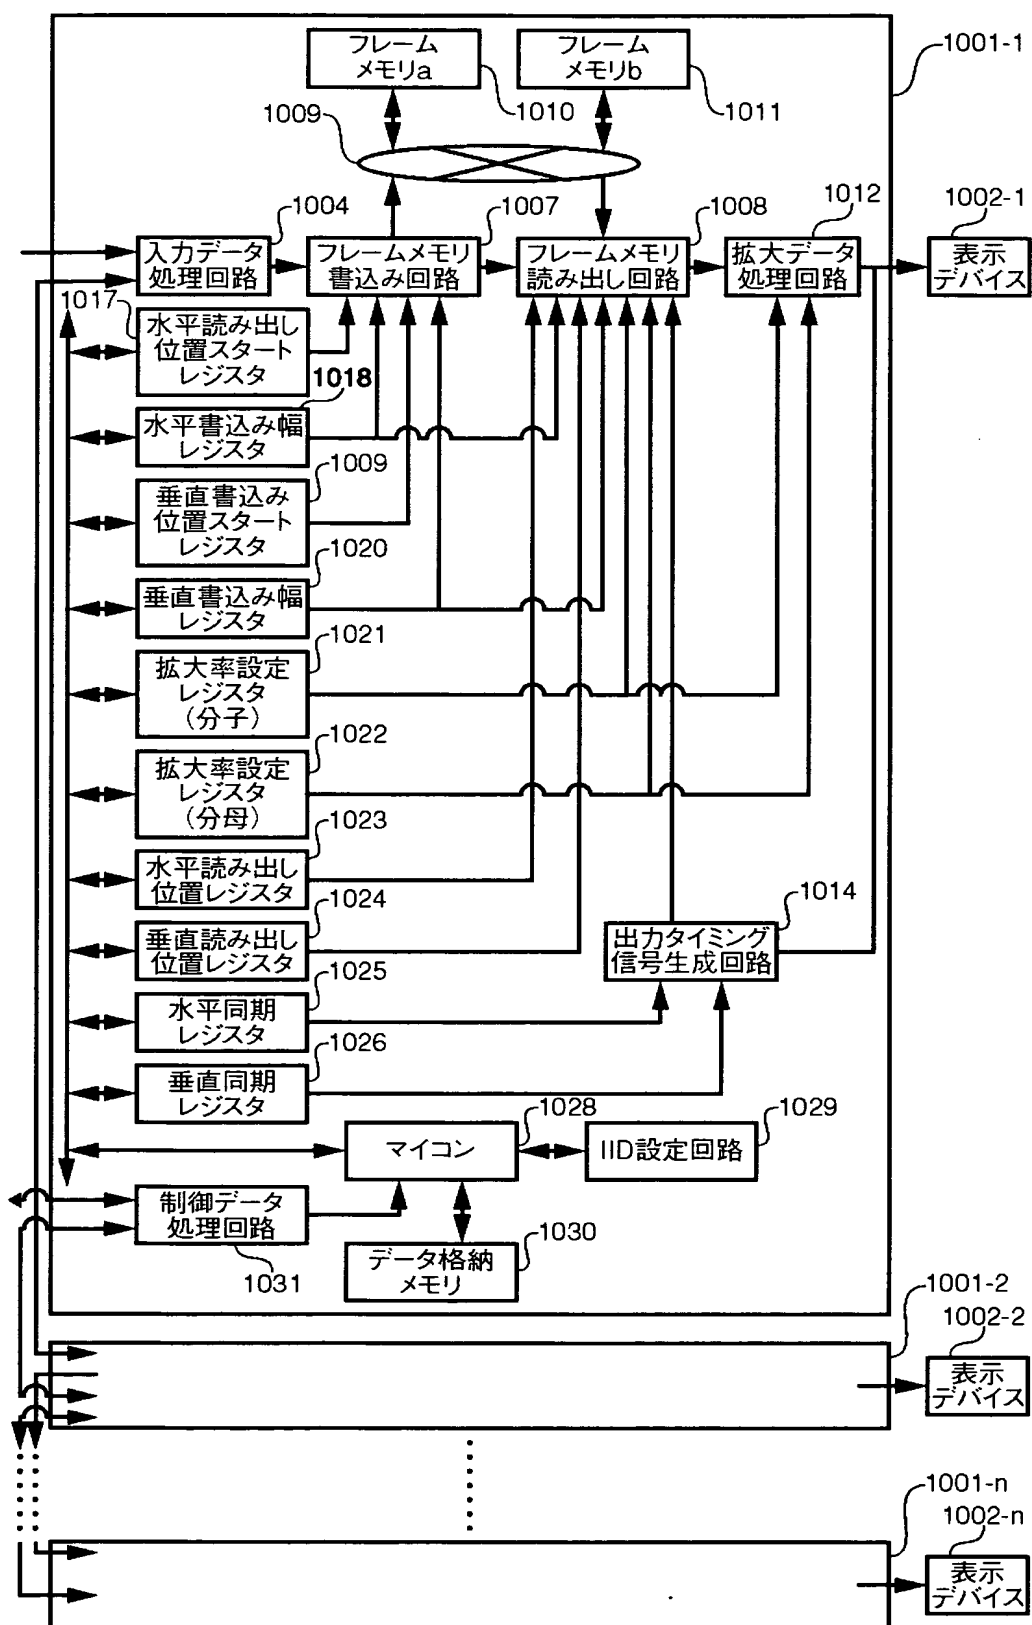 フレーム
メモリa
フレーム
メモリb
1001-1
1010
1011
1009
1004
1007
1008
1012
1002-1
入力データ
処理回路
フレームメモリ
書込み回路
フレームメモリ
読み出し回路
拡大データ
処理回路
表示
デバイス
1017
水平読み出し
位置スタート
レジスタ
1018
水平書込み幅
レジスタ
1009
垂直書込み
位置スタート
レジスタ
1020
垂直書込み幅
レジスタ
1021
拡大率設定
レジスタ
(分子)
1022
拡大率設定
レジスタ
(分母)
1023
水平読み出し
位置レジスタ
1024
垂直読み出し
位置レジスタ
1014
出力タイミング
信号生成回路
1025
水平同期
レジスタ
1026
垂直同期
レジスタ
1028
マイコン
1029
IID設定回路
制御データ
処理回路
1031
1030
データ格納
メモリ
1001-2
1002-2
表示
デバイス
1001-n
1002-n
表示
デバイス